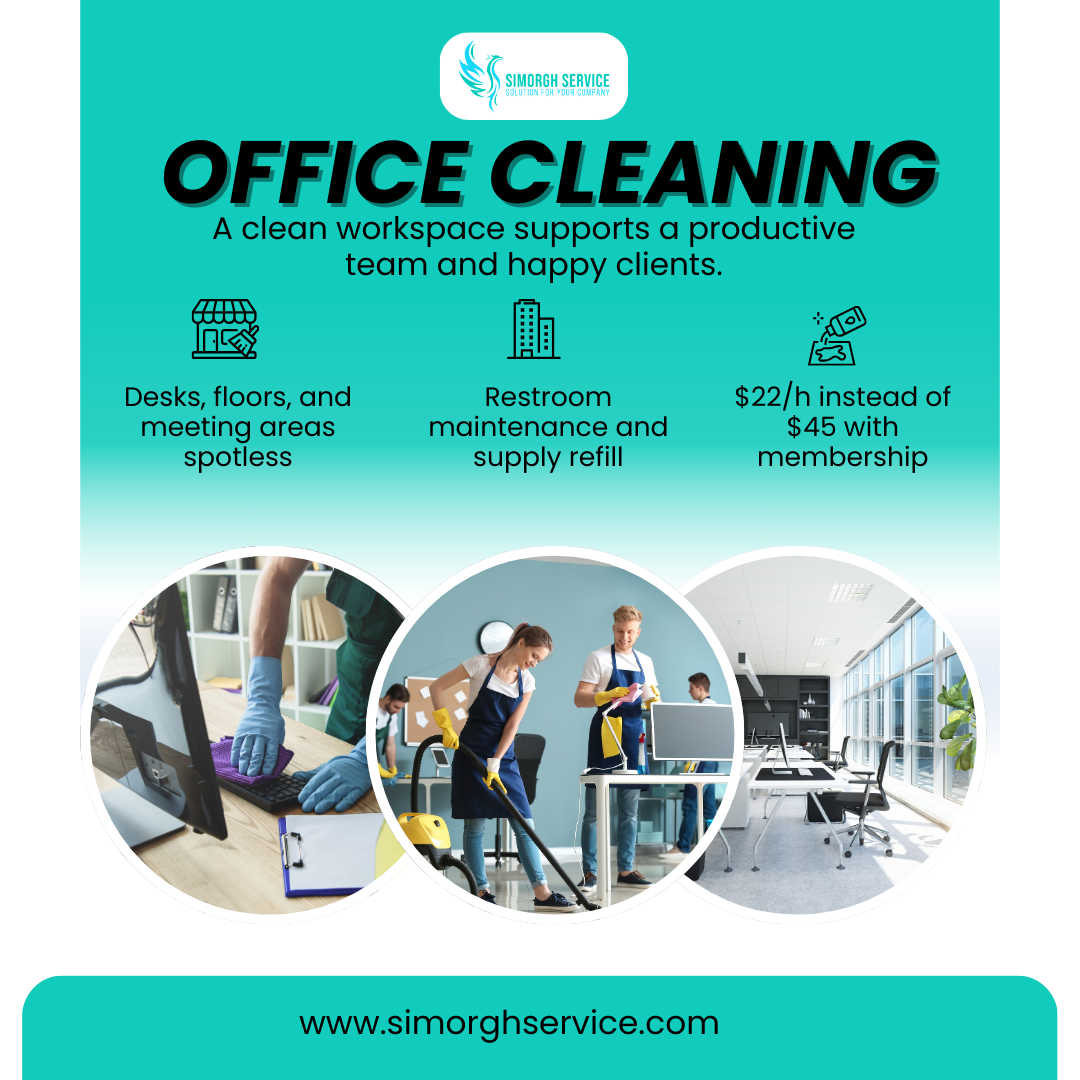 SIMORGH SERVICE
SOLUTION FOR YOUR COMPANY
OFFICE CLEANING
A clean workspace supports a productive
team and happy clients.
Desks, floors, and
meeting areas
spotless
Restroom
maintenance and
supply refill
$22/h instead of
$45 with
membership
www.simorghservice.com